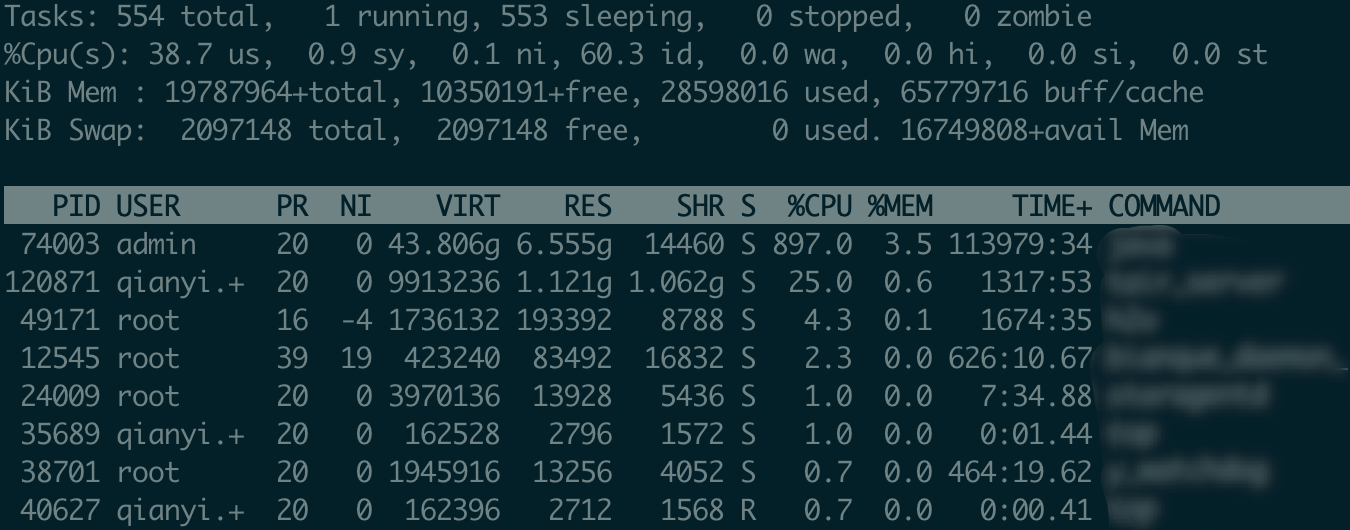 Tasks: 554 total,   1 running, 553 sleeping,   0 stopped,   0 zombie
%Cpu(s): 38.7 us,  0.9 sy,  0.1 ni, 60.3 id,  0.0 wa,  0.0 hi,  0.0 si,  0.0 st
KiB Mem : 19787964+total, 10350191+free, 28598016 used, 65779716 buff/cache
KiB Swap:  2097148 total,  2097148 free,        0 used. 16749808+avail Mem
PID USER PR NI VIRT RES SHR S %CPU %MEM TIME+ COMMAND
74003 admin 20 0 43.806g 6.555g 14460 S 897.0 3.5 113979:34
120871 qianyi.+ 20 0 9913236 1.121g 1.062g S 25.0 0.6 1317:53
49171 root 16 -4 1736132 193392 8788 S 4.3 0.1 1674:35
12545 root 39 19 423240 83492 16832 S 2.3 0.0 626:10.67
24009 root 20 0 3970136 13928 5436 S 1.0 0.0 7:34.88
35689 qianyi.+ 20 0 162528 2796 1572 S 1.0 0.0 0:01.44
38701 root 20 0 1945916 13256 4052 S 0.7 0.0 464:19.62
40627 qianyi.+ 20 0 162396 2712 1568 R 0.7 0.0 0:00.41